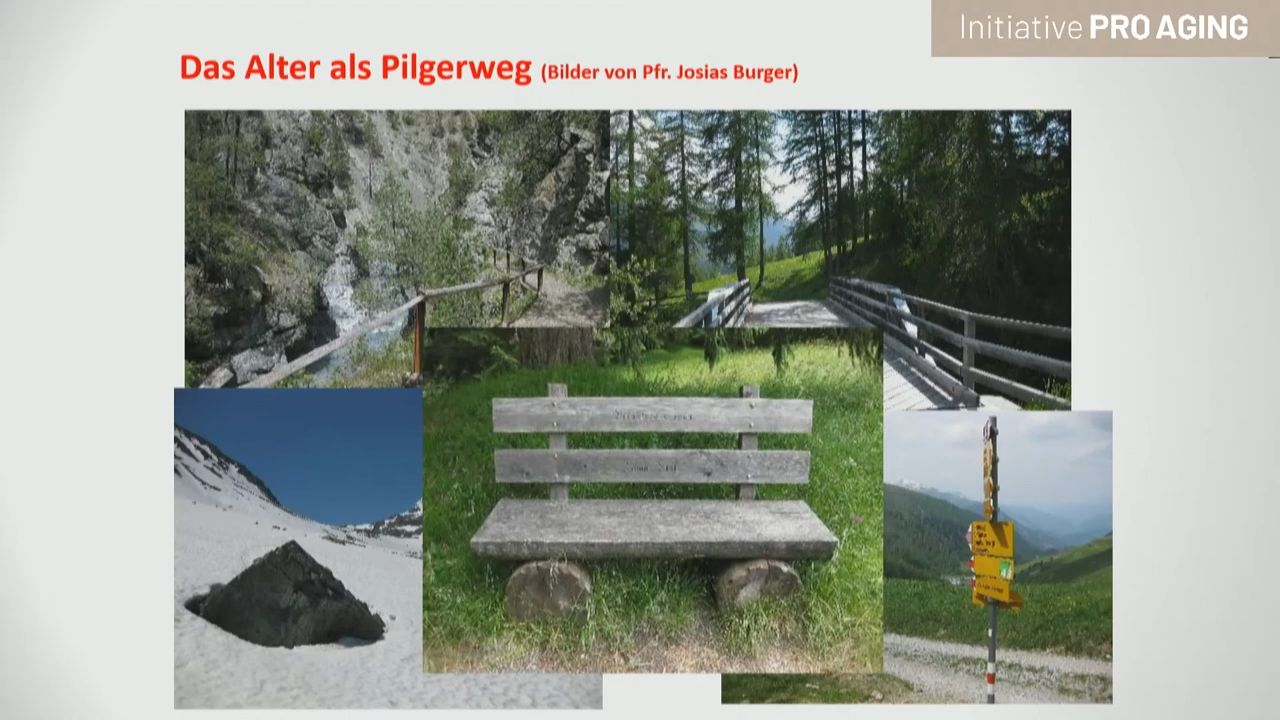 Initiative PRO AGING
Das Alter als Pilgerweg (Bilder von Pfr. Josias Burger)